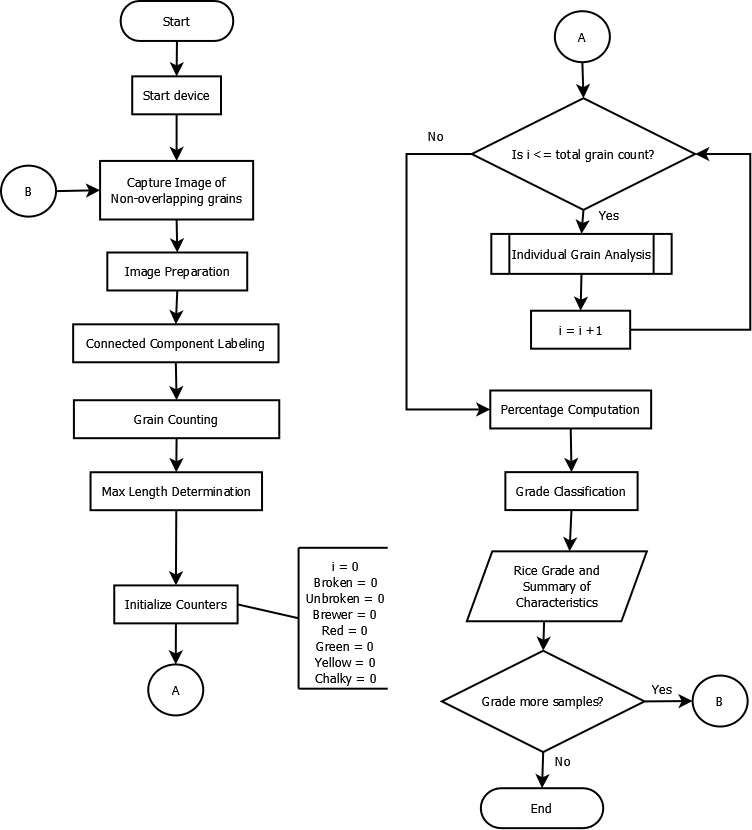 Start
Start device
B
Capture Image of
Non-overlapping grains
Image Preparation
Connected Component Labeling
Grain Counting
Max Length Determination
Initialize Counters
i = 0
Broken = 0
Unbroken = 0
Brewer = 0
Red = 0
Green = 0
Yellow = 0
Chalky = 0
A
A
Is i <= total grain count?
No
Yes
Individual Grain Analysis
i = i +1
Percentage Computation
Grade Classification
Rice Grade and
Summary of
Characteristics
Grade more samples?
Yes
B
No
End